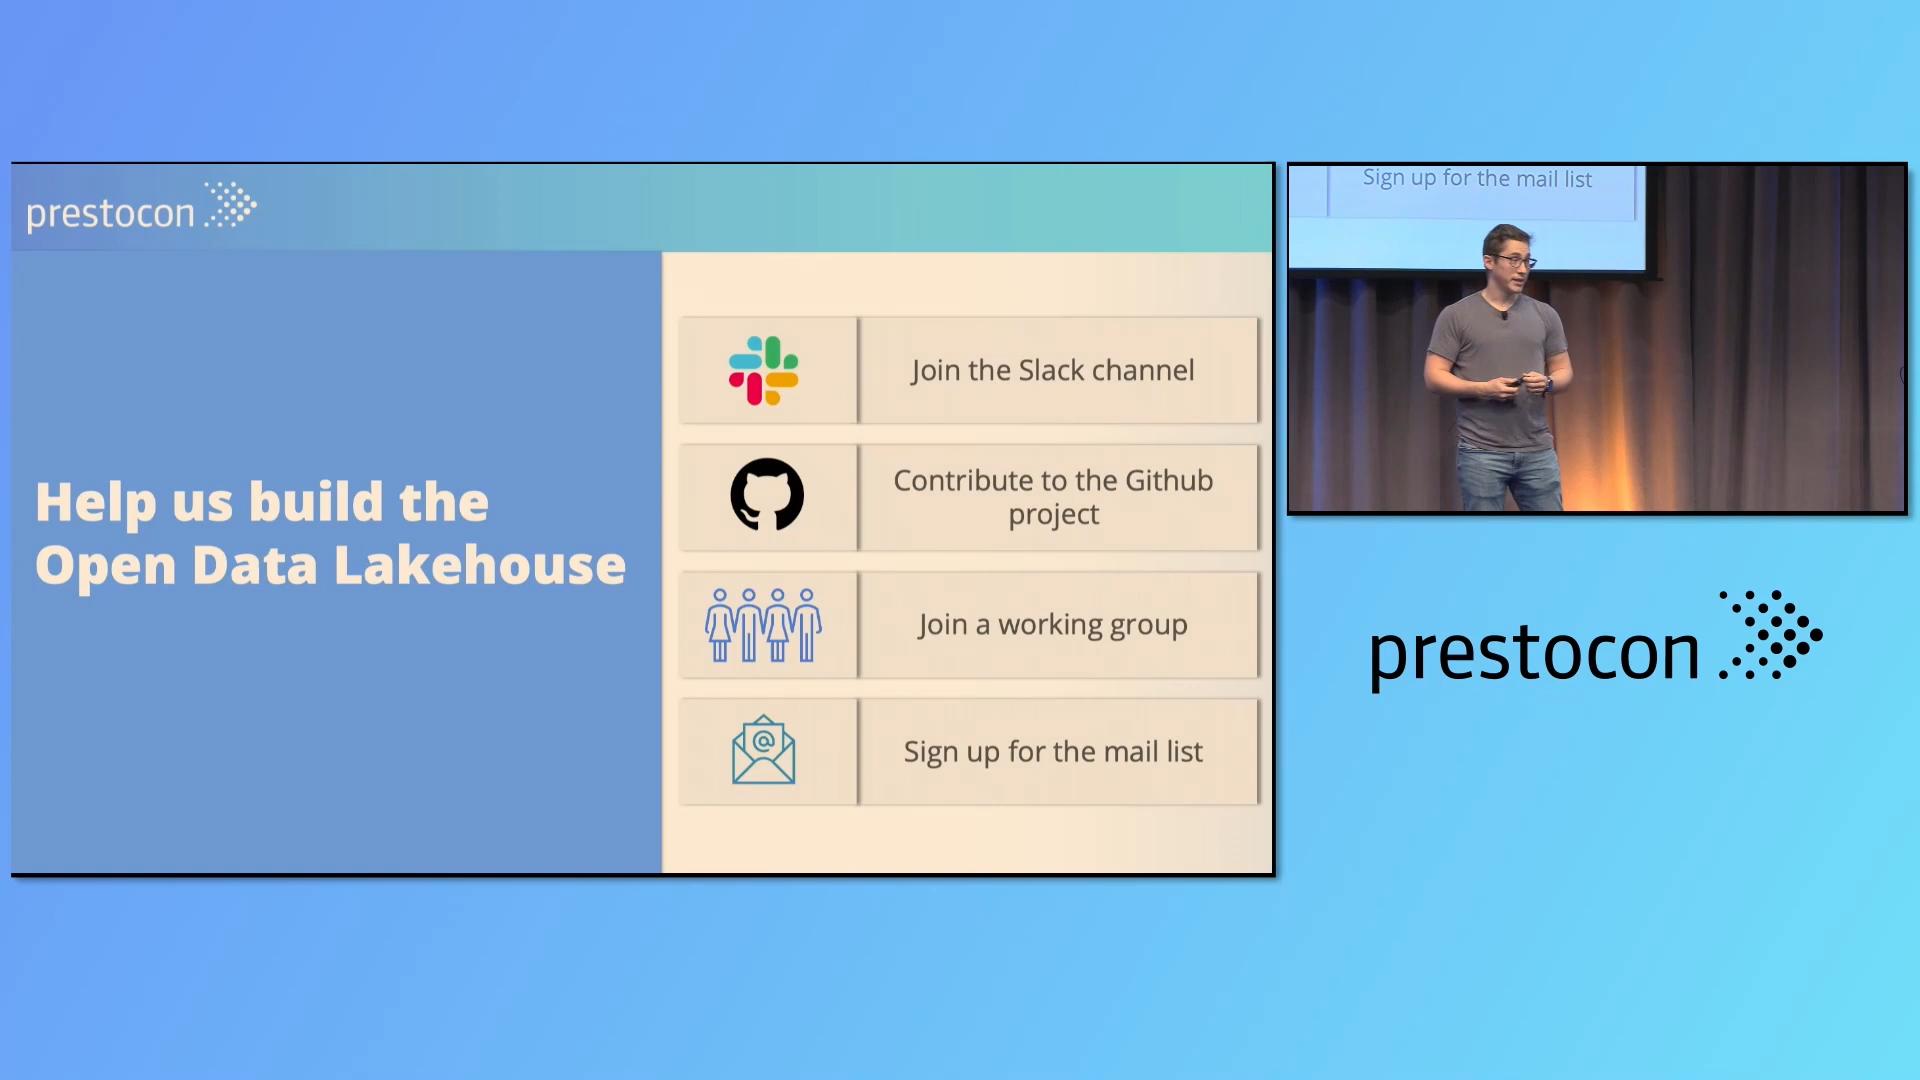 prestocon
Help us build the
Open Data Lakehouse
Join the Slack channel
Contribute to the Github
project
Join a working group
@
Sign up for the mail list
Sign up for the mail list
prestocon